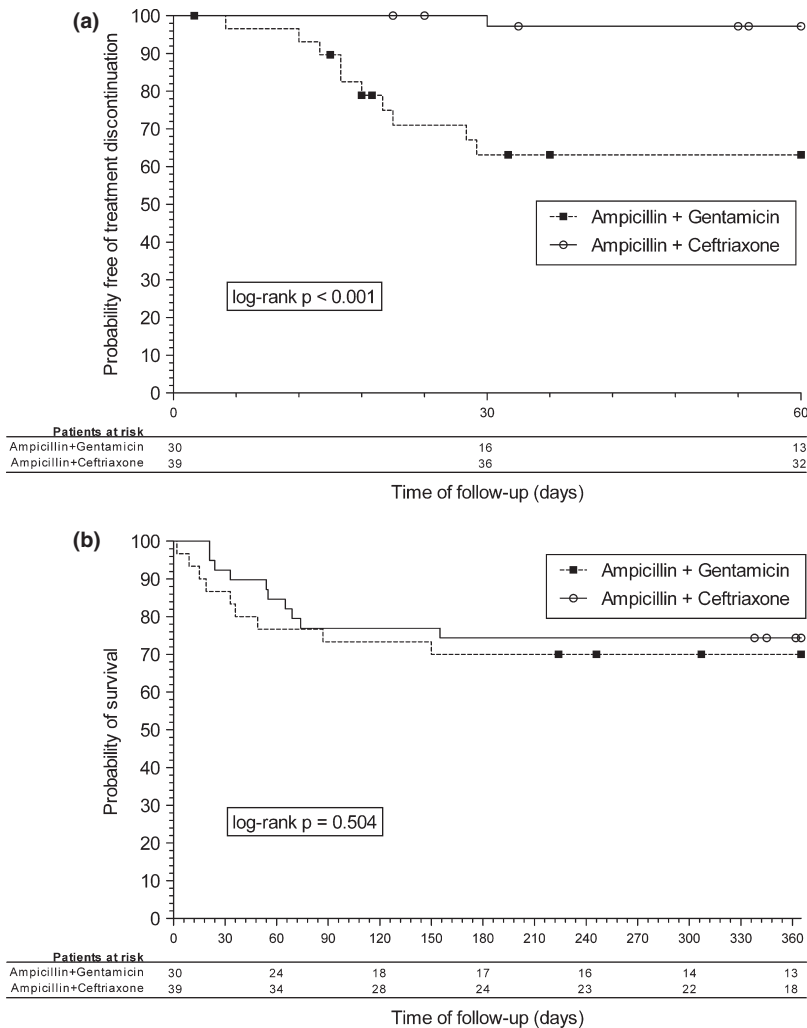 (a)
100
90
80
70
60
50
40
30
20
10
0
Probability free of treatment discontinuation
Ampicillin + Gentamicin
Ampicillin + Ceftriaxone
log-rank p < 0.001
0 30 60
Patients at risk
Ampicillin+Gentamicin 30 16 13
Ampicillin+Ceftriaxone 39 36 32
Time of follow-up (days)
(b)
100
90
80
70
60
50
40
30
20
10
0
Probability of survival
Ampicillin + Gentamicin
Ampicillin + Ceftriaxone
log-rank p = 0.504
0 30 60 90 120 150 180 210 240 270 300 330 360
Patients at risk
Ampicillin+Gentamicin 30 24 18 17 16 14 13
Ampicillin+Ceftriaxone 39 34 28 24 23 22 18
Time of follow-up (days)